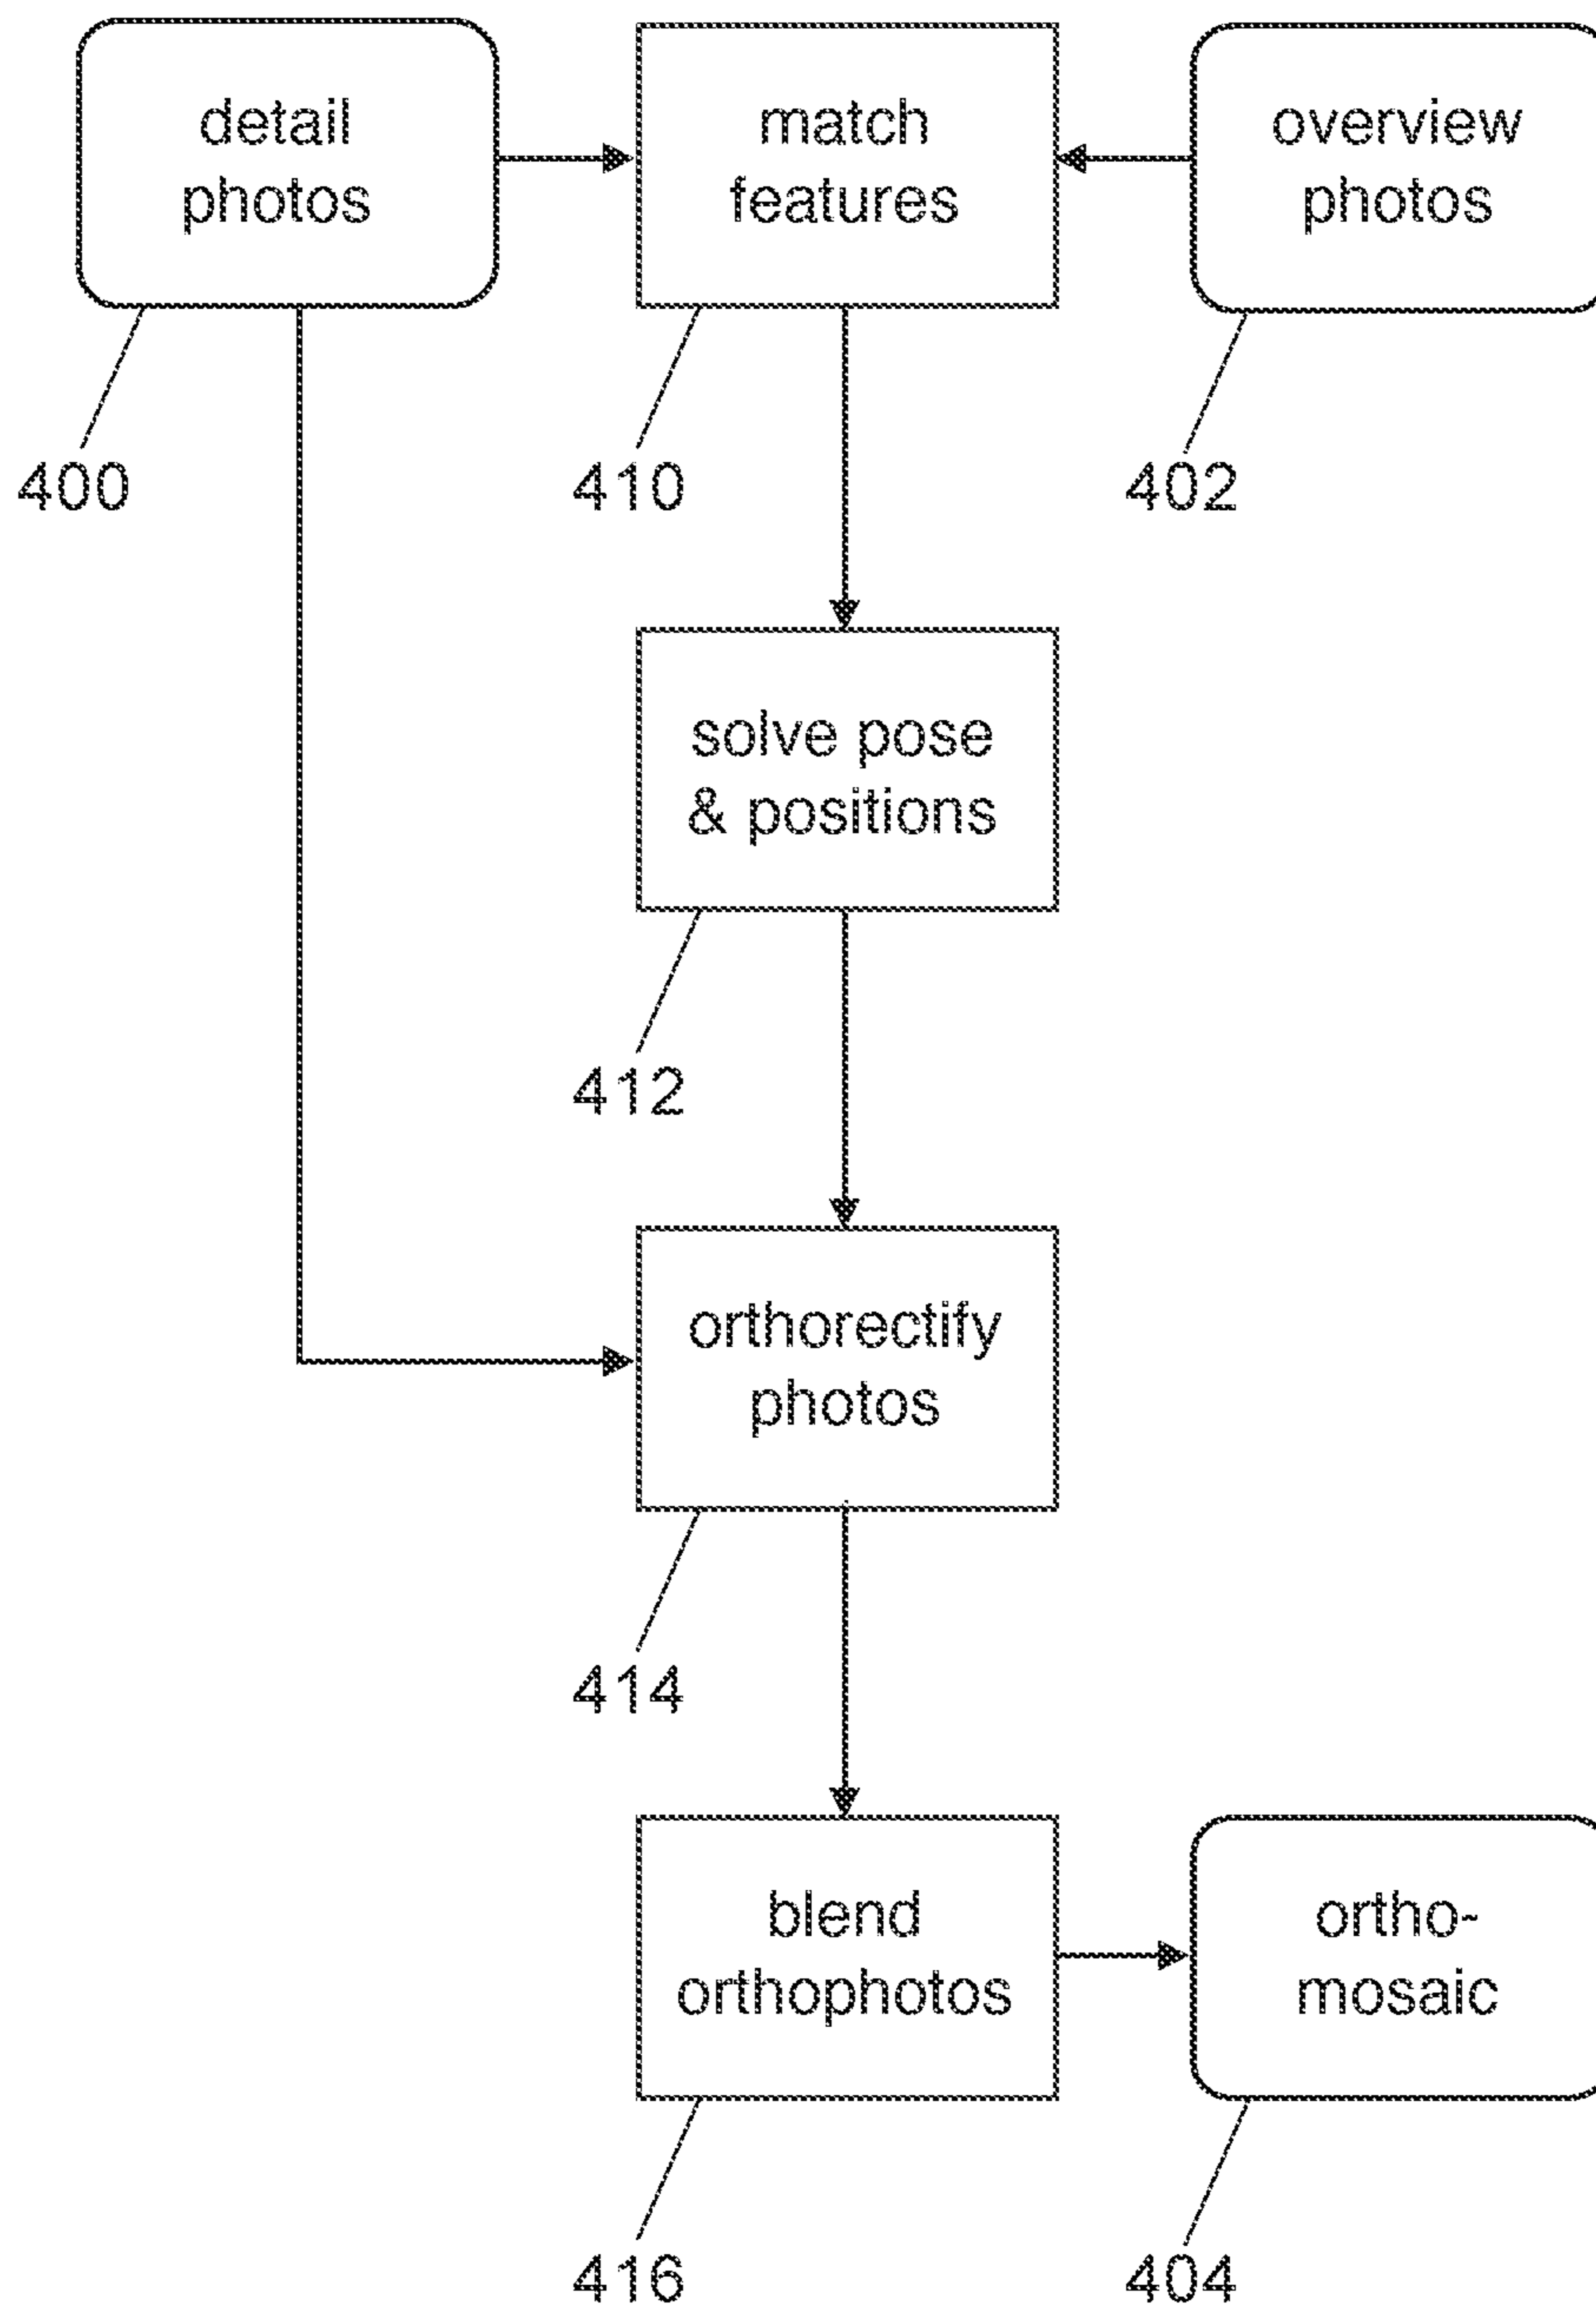 detail
photos
match
features
overview
photos
400
410
402
solve pose
& positions
412
orthorectify
photos
414
blend
orthophotos
ortho-
mosaic
416
404